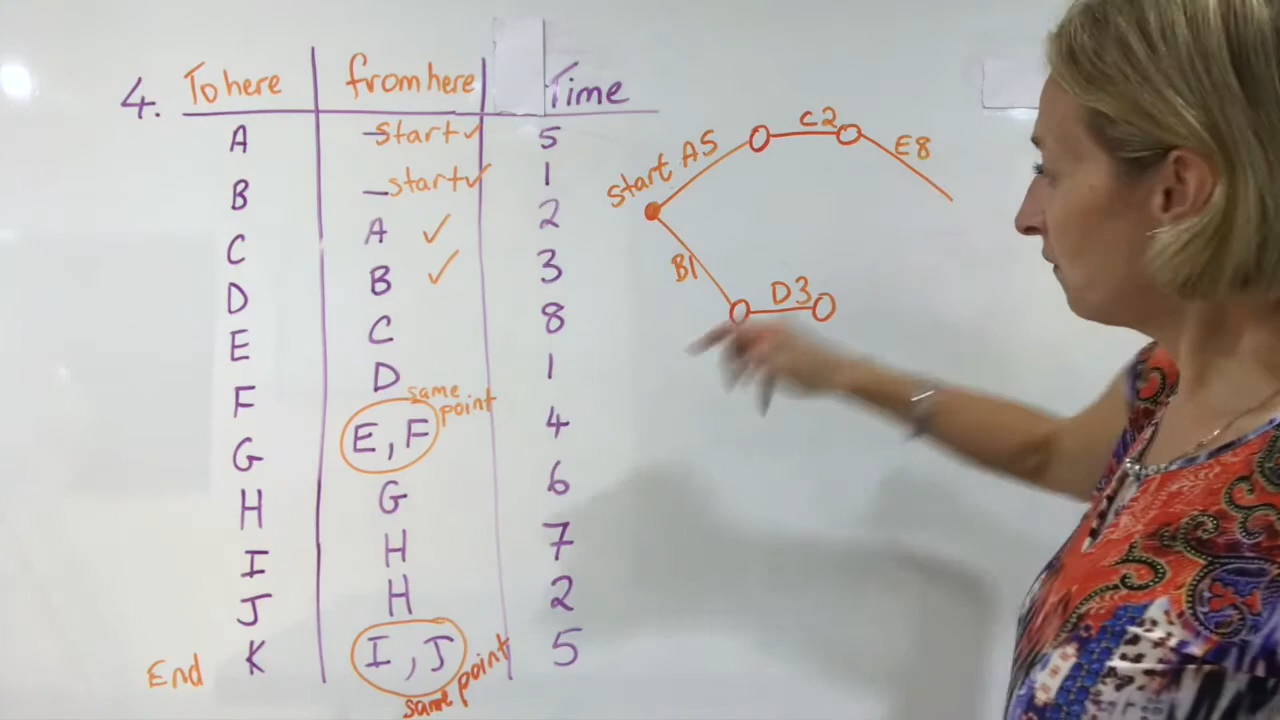 4. To here from here Time
A -start✓ 5
B -start✓ 1
C A ✓ 2
D B ✓ 3
E C 8
F D 1
same point
G E, F 4
H G 6
I H 7
J H 2
End K I, J 5
same point
start A5
C2
E8
B1
D3